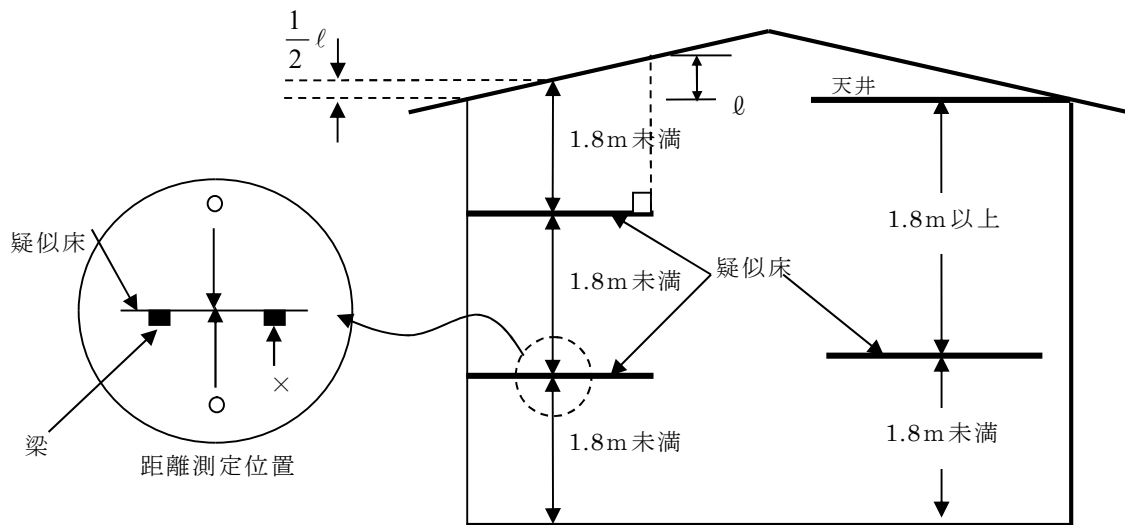 1/2 ℓ
天井
ℓ
1.8m未満
1.8m以上
疑似床
1.8m未満
疑似床
○
×
○
梁
1.8m未満
1.8m未満
距離測定位置